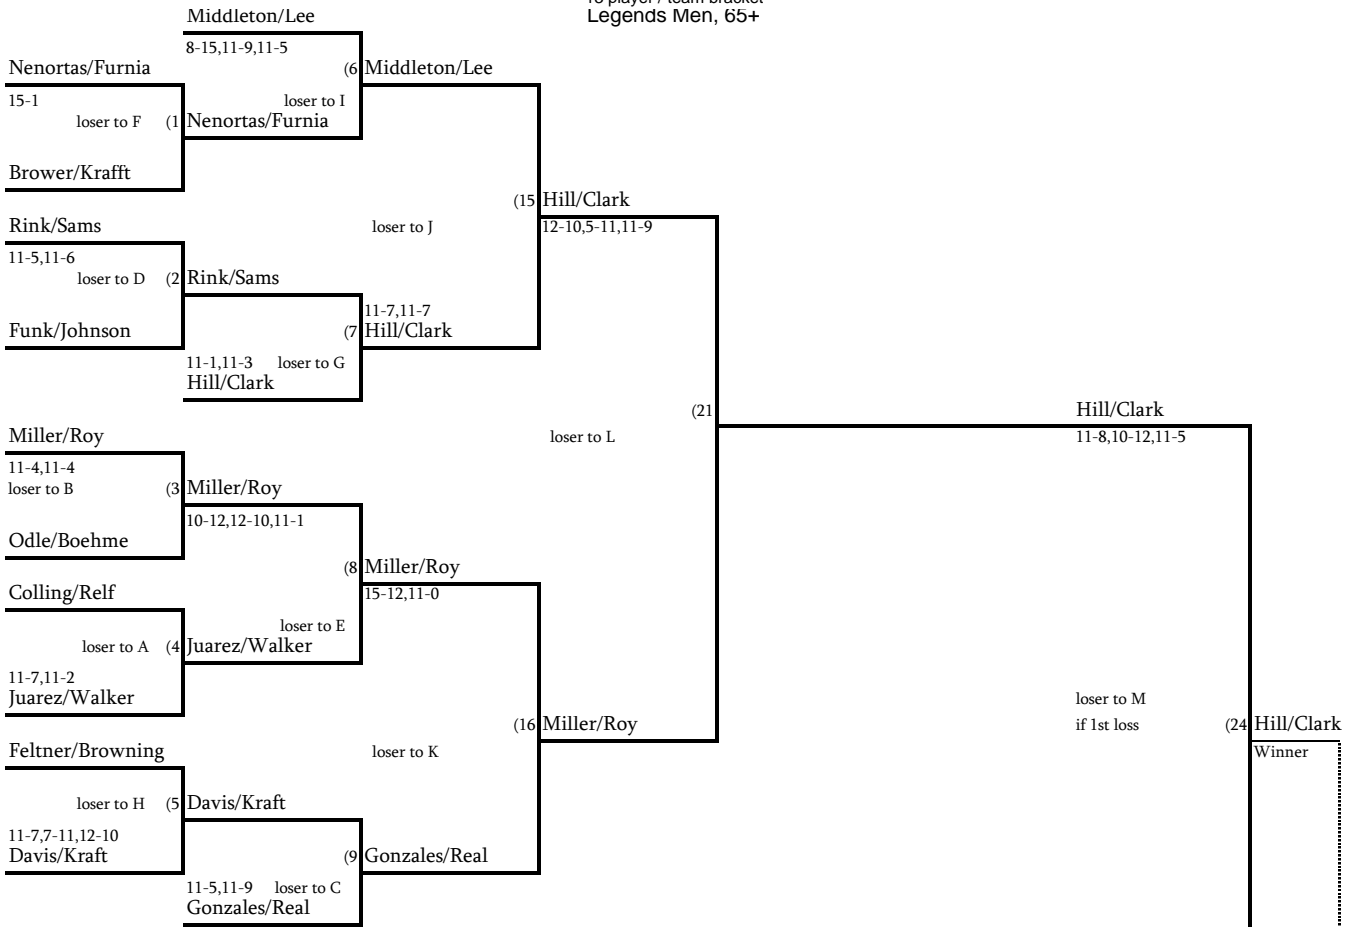 Legends Men, 65+
Middleton/Lee
8-15,11-9,11-5
Nenortas/Furnia
(6 Middleton/Lee
15-1
loser to I
loser to F (1 Nenortas/Furnia
Brower/Krafft
(15 Hill/Clark
Rink/Sams
loser to J
12-10,5-11,11-9
11-5,11-6
loser to D (2 Rink/Sams
11-7,11-7
Funk/Johnson
(7 Hill/Clark
11-1,11-3 loser to G
Hill/Clark
(21
Hill/Clark
Miller/Roy
loser to L
11-8,10-12,11-5
11-4,11-4
loser to B (3 Miller/Roy
10-12,12-10,11-1
Odle/Boehme
(8 Miller/Roy
Colling/Relf
15-12,11-0
loser to E
loser to A (4 Juarez/Walker
11-7,11-2
Juarez/Walker
loser to M
(16 Miller/Roy
if 1st loss (24 Hill/Clark
Feltner/Browning
loser to K
Winner
loser to H (5 Davis/Kraft
11-7,7-11,12-10
Davis/Kraft
(9 Gonzales/Real
11-5,11-9 loser to C
Gonzales/Real